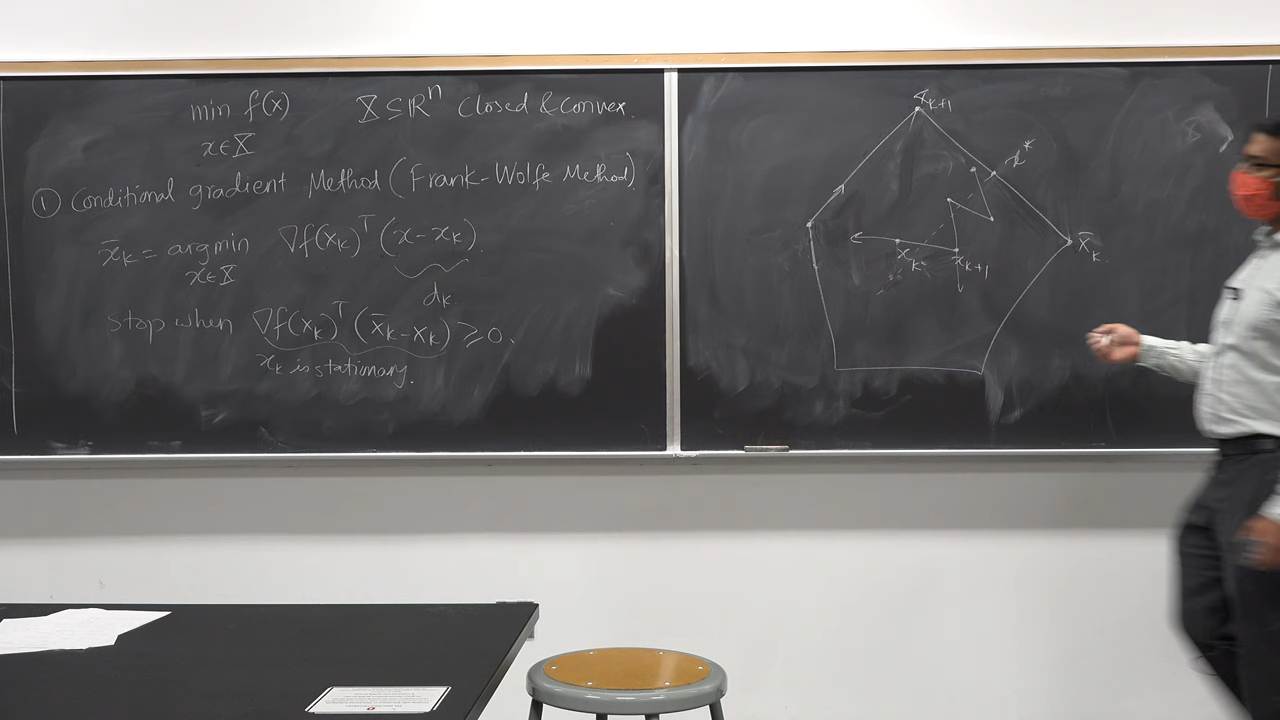 min f(x) X ⊆ ℝⁿ Closed & Convex.
x∈X
① Conditional gradient Method (Frank-Wolfe Method)
x̄ₖ = argmin ∇f(xₖ)ᵀ (x-xₖ)
x∈X
dₖ
stop when ∇f(xₖ)ᵀ (x̄ₖ-xₖ) ≥ 0.
xₖ is stationary.
x̄ₖ₊₁
x*
x̄ₖ
xₖ
xₖ₊₁